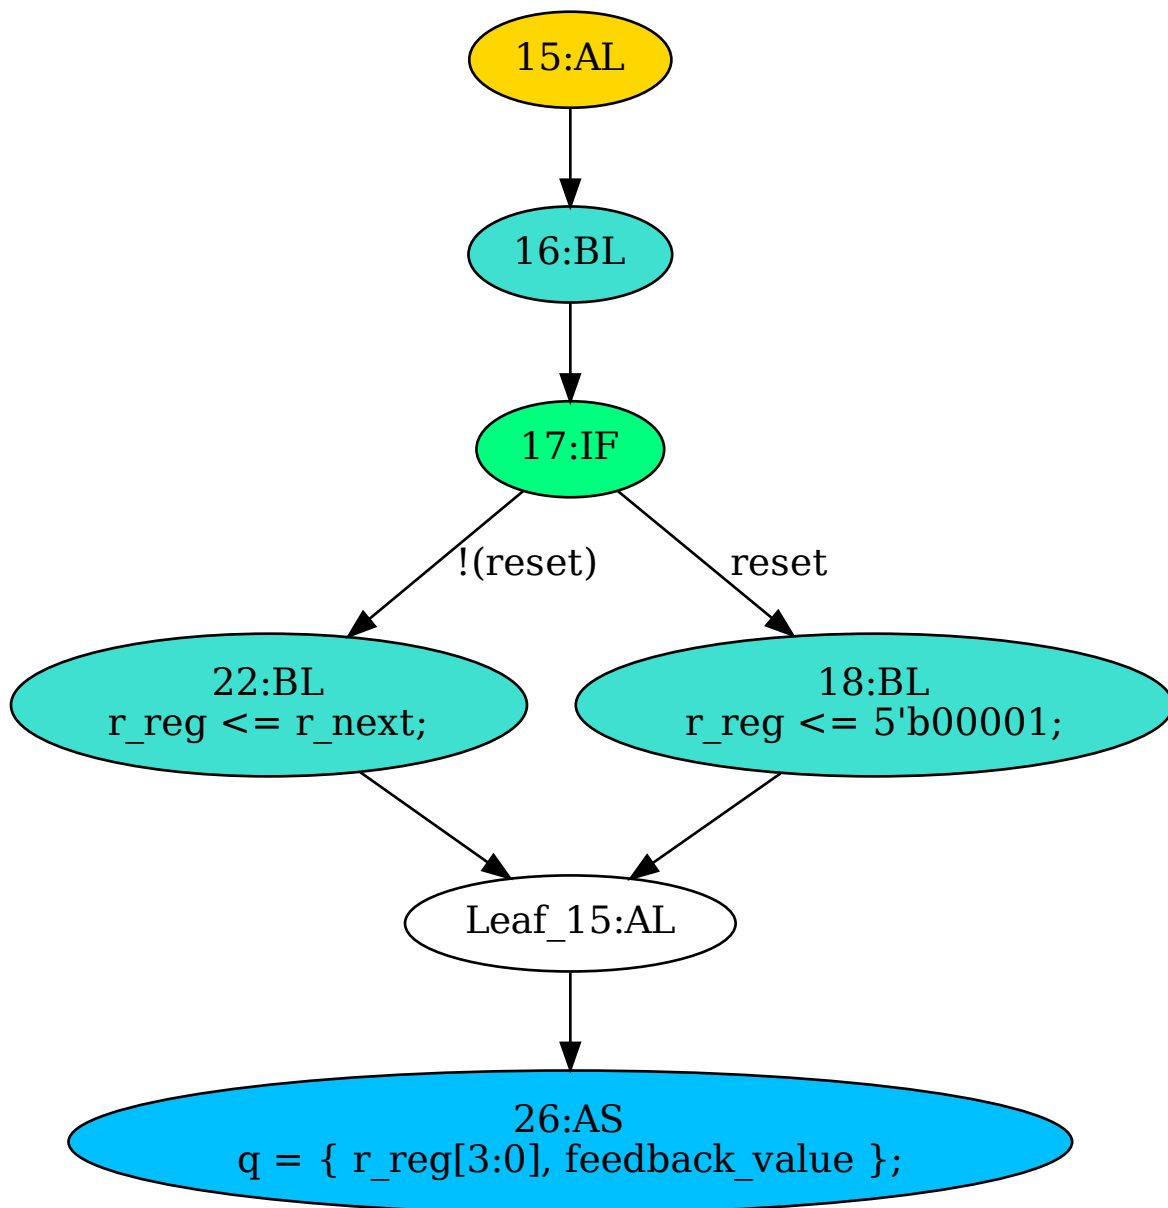 15:AL
16:BL
17:IF
!(reset)
reset
22:BL
r_reg <= r_next;
18:BL
r_reg <= 5'b00001;
Leaf_15:AL
26:AS
q = { r_reg[3:0], feedback_value };